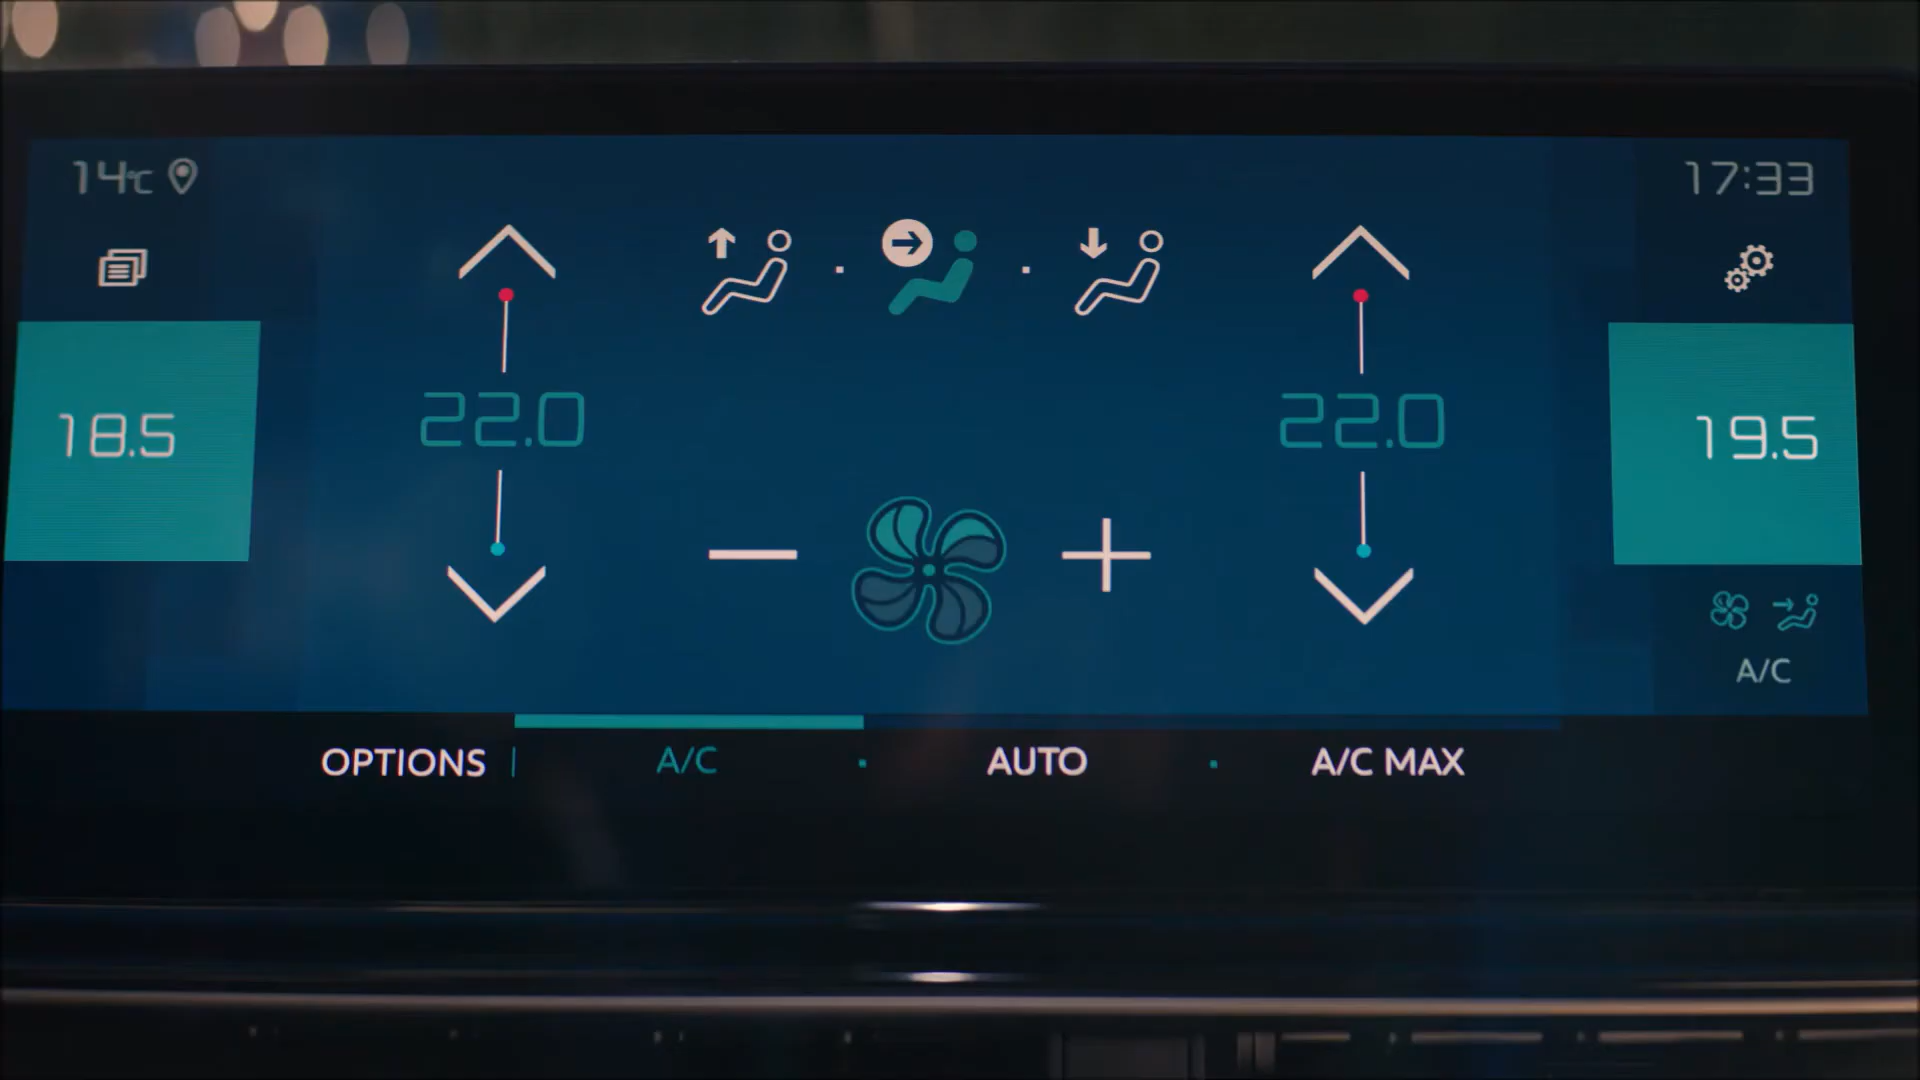 14°C
17:33
18.5
22.0
22.0
19.5
A/C
OPTIONS
A/C
AUTO
A/C MAX